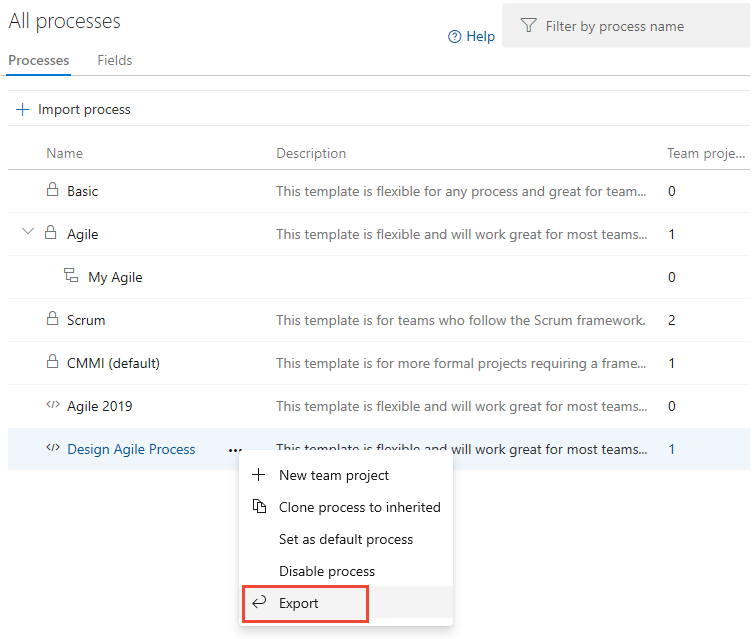 All processes
Help
Filter by process name
Processes Fields
Import process
Name Description Team proje...
Basic This template is flexible for any process and great for team... 0
Agile This template is flexible and will work great for most teams... 1
My Agile 0
Scrum This template is for teams who follow the Scrum framework. 2
CMMI (default) This template is for more formal projects requiring a frame... 1
Agile 2019 This template is flexible and will work great for most teams... 0
Design Agile Process ... This template is flexible and will work great for most teams... 1
New team project
Clone process to inherited
Set as default process
Disable process
Export